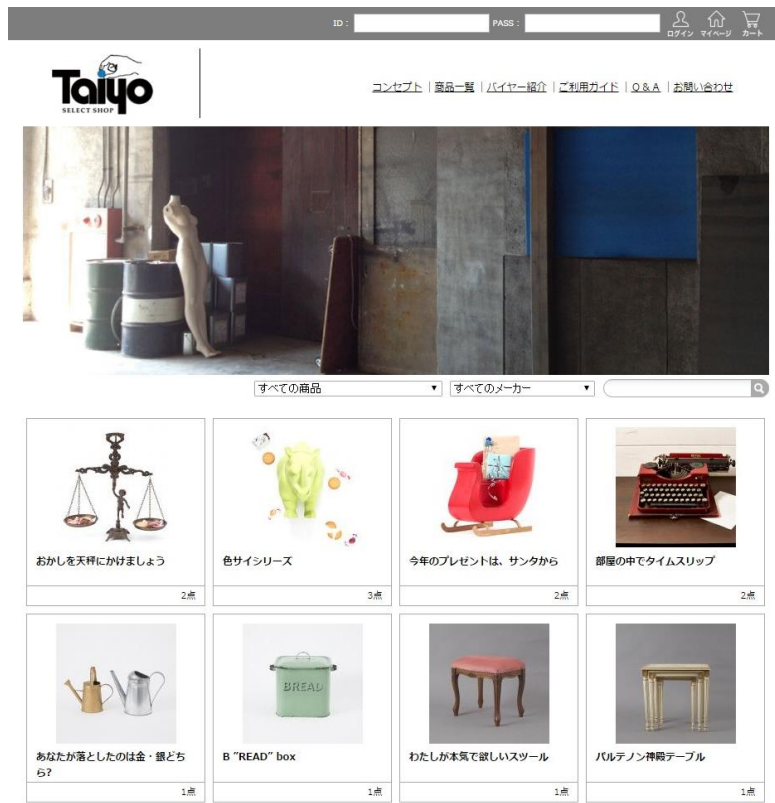 ID :
PASS :
ログイン マイページ カート
Taiyo
SELECT SHOP
コンセプト | 商品一覧 | バイヤー紹介 | ご利用ガイド | Q & A | お問い合わせ
すべての商品
すべてのメーカー
おかしを天秤にかけましょう
2点
色サイシリーズ
3点
今年のプレゼントは、サンタから
2点
部屋の中でタイムスリップ
2点
BREAD
あなたが落としたのは金・銀どち
ら?
1点
B ″READ″ box
1点
わたしが本気で欲しいスツール
1点
パルテノン神殿テーブル
1点